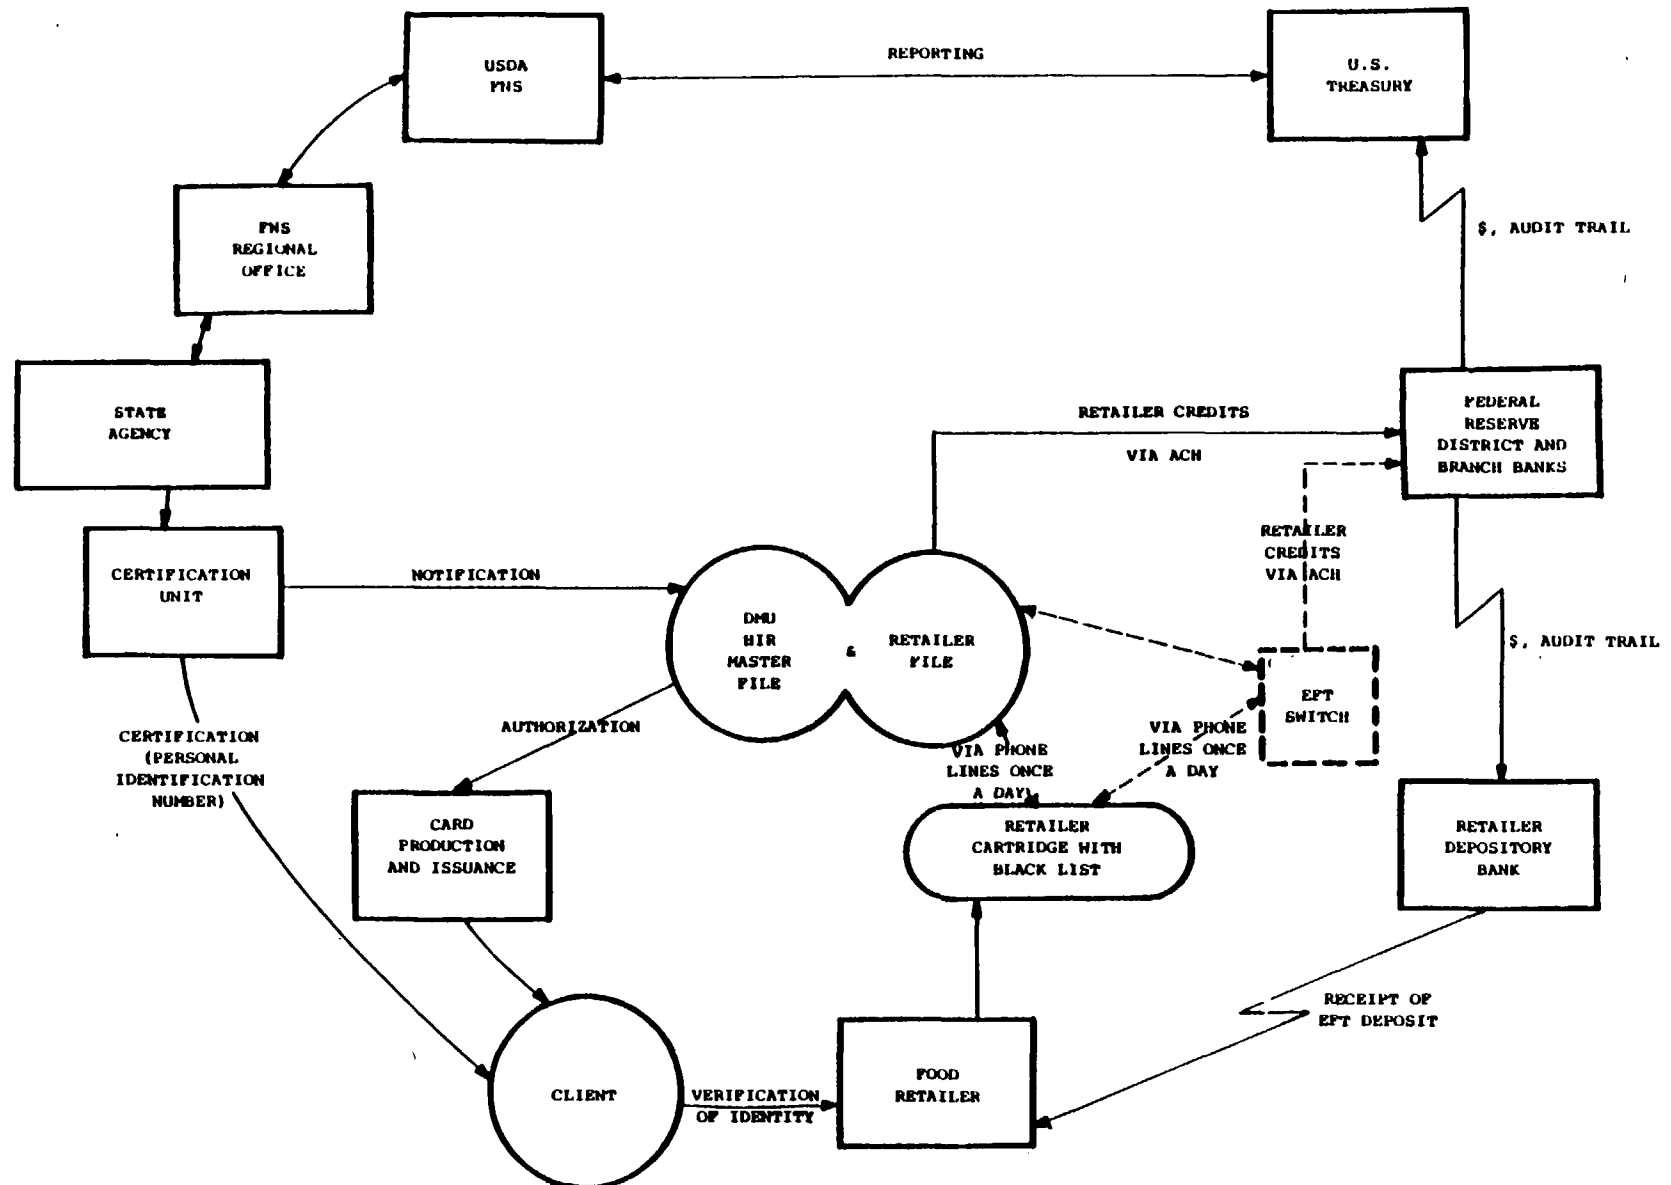 USDA
FNS
REPORTING
U.S.
TREASURY
FNS
REGIONAL
OFFICE
$, AUDIT TRAIL
STATE
AGENCY
RETAILER CREDITS
VIA ACH
FEDERAL
RESERVE
DISTRICT AND
BRANCH BANKS
RETAILER
CREDITS
VIA ACH
CERTIFICATION
UNIT
NOTIFICATION
DMU
HIR
MASTER
FILE
&
RETAILER
FILE
$, AUDIT TRAIL
EFT
SWITCH
AUTHORIZATION
CERTIFICATION
(PERSONAL
IDENTIFICATION
NUMBER)
VIA PHONE
LINES ONCE
A DAY)
VIA PHONE
LINES ONCE
A DAY
CARD
PRODUCTION
AND ISSUANCE
RETAILER
CARTRIDGE WITH
BLACK LIST
RETAILER
DEPOSITORY
BANK
RECEIPT OF
EFT DEPOSIT
CLIENT
VERIFICATION
OF IDENTITY
FOOD
RETAILER